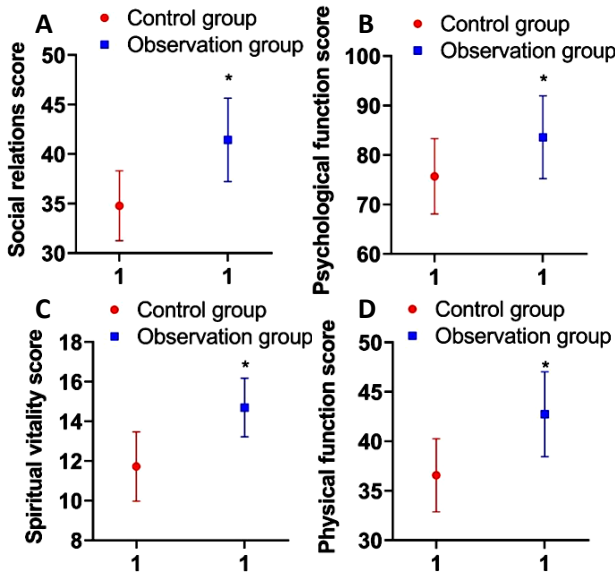 A
Control group
Observation group
Social relations score
50
45
40
35
30
*
1
1
B
Control group
Observation group
Psychological function score
100
90
80
70
60
*
1
1
C
Control group
Observation group
Spiritual vitality score
18
16
14
12
10
8
*
1
1
D
Control group
Observation group
Physical function score
50
45
40
35
30
*
1
1